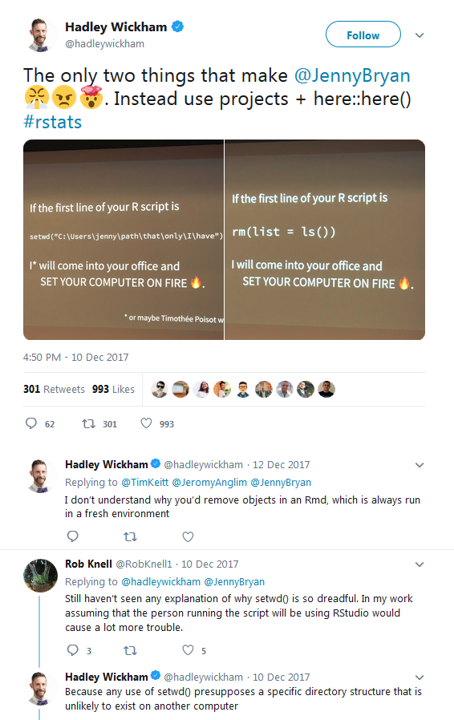 Hadley Wickham
@hadleywickham
Follow
The only two things that make @JennyBryan
😤😠🤯. Instead use projects + here::here()
#rstats
If the first line of your R script is
setwd("C:\Users\jenny\path\that\only\I\have")
I* will come into your office and
SET YOUR COMPUTER ON FIRE 🔥.
* or maybe Timothée Poisot w
If the first line of your R script is
rm(list = ls())
I will come into your office and
SET YOUR COMPUTER ON FIRE 🔥.
4:50 PM - 10 Dec 2017
301 Retweets 993 Likes
62 301 993
Hadley Wickham @hadleywickham · 12 Dec 2017
Replying to @TimKeitt @JeromyAnglim @JennyBryan
I don't understand why you'd remove objects in an Rmd, which is always run
in a fresh environment
Rob Knell @RobKnell1 · 10 Dec 2017
Replying to @hadleywickham @JennyBryan
Still haven't seen any explanation of why setwd() is so dreadful. In my work
assuming that the person running the script will be using RStudio would
cause a lot more trouble.
3 5
Hadley Wickham @hadleywickham · 10 Dec 2017
Because any use of setwd() presupposes a specific directory structure that is
unlikely to exist on another computer